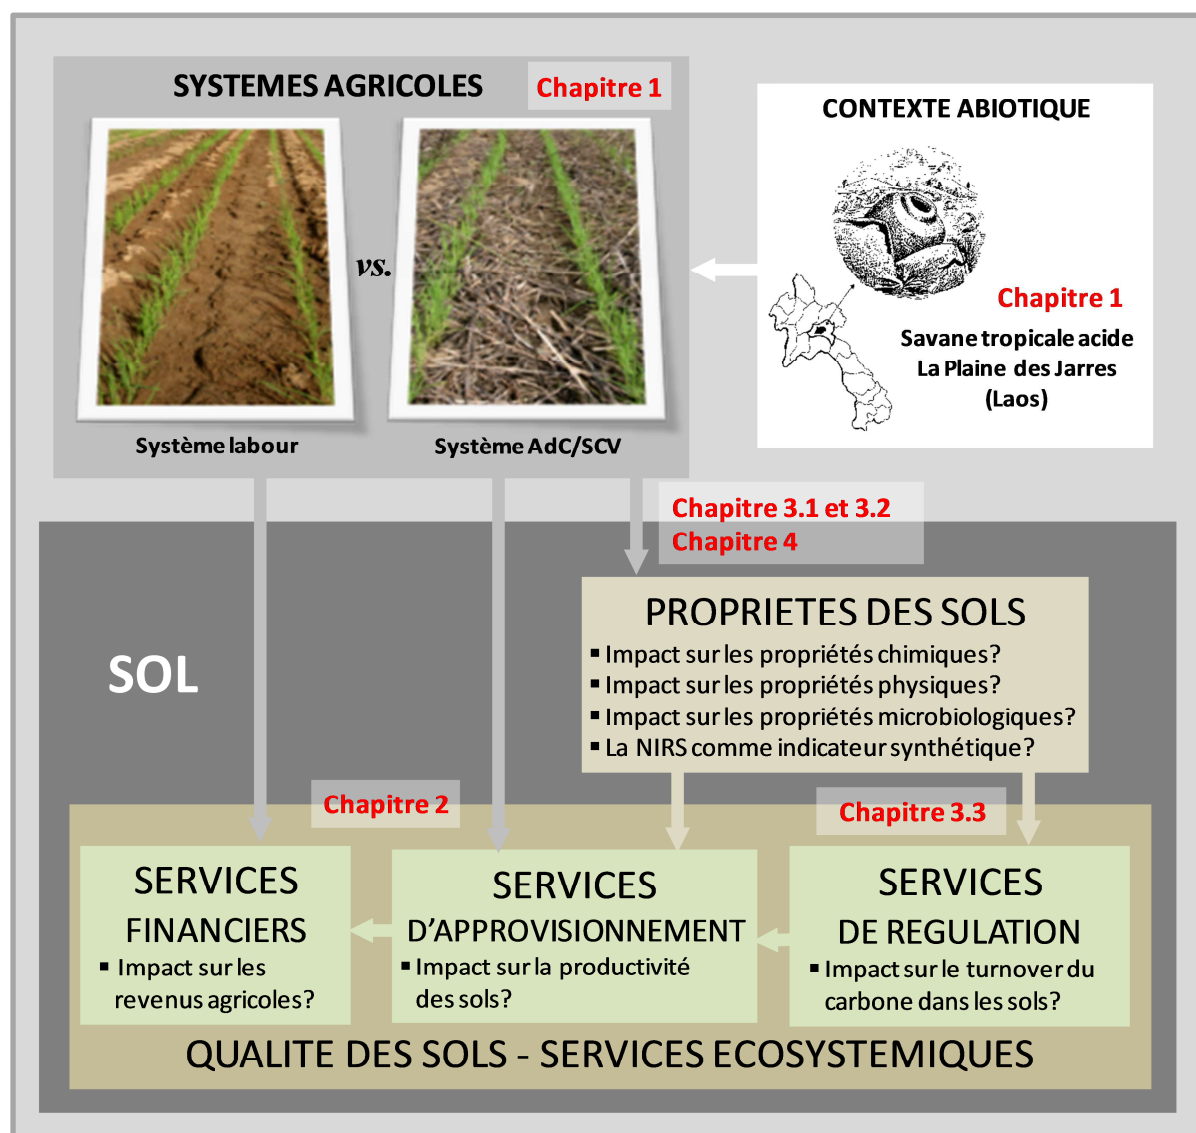 SYSTEMES AGRICOLES
Chapitre 1
vs.
Système labour
Système AdC/SCV
CONTEXTE ABIOTIQUE
Chapitre 1
Savane tropicale acide
La Plaine des Jarres
(Laos)
Chapitre 3.1 et 3.2
Chapitre 4
SOL
PROPRIETES DES SOLS
▪ Impact sur les propriétés chimiques?
▪ Impact sur les propriétés physiques?
▪ Impact sur les propriétés microbiologiques?
▪ La NIRS comme indicateur synthétique?
Chapitre 2
Chapitre 3.3
SERVICES
FINANCIERS
▪ Impact sur les
revenus agricoles?
SERVICES
D'APPROVISIONNEMENT
▪ Impact sur la productivité
des sols?
SERVICES
DE REGULATION
▪ Impact sur le turnover du
carbone dans les sols?
QUALITE DES SOLS - SERVICES ECOSYSTEMIQUES